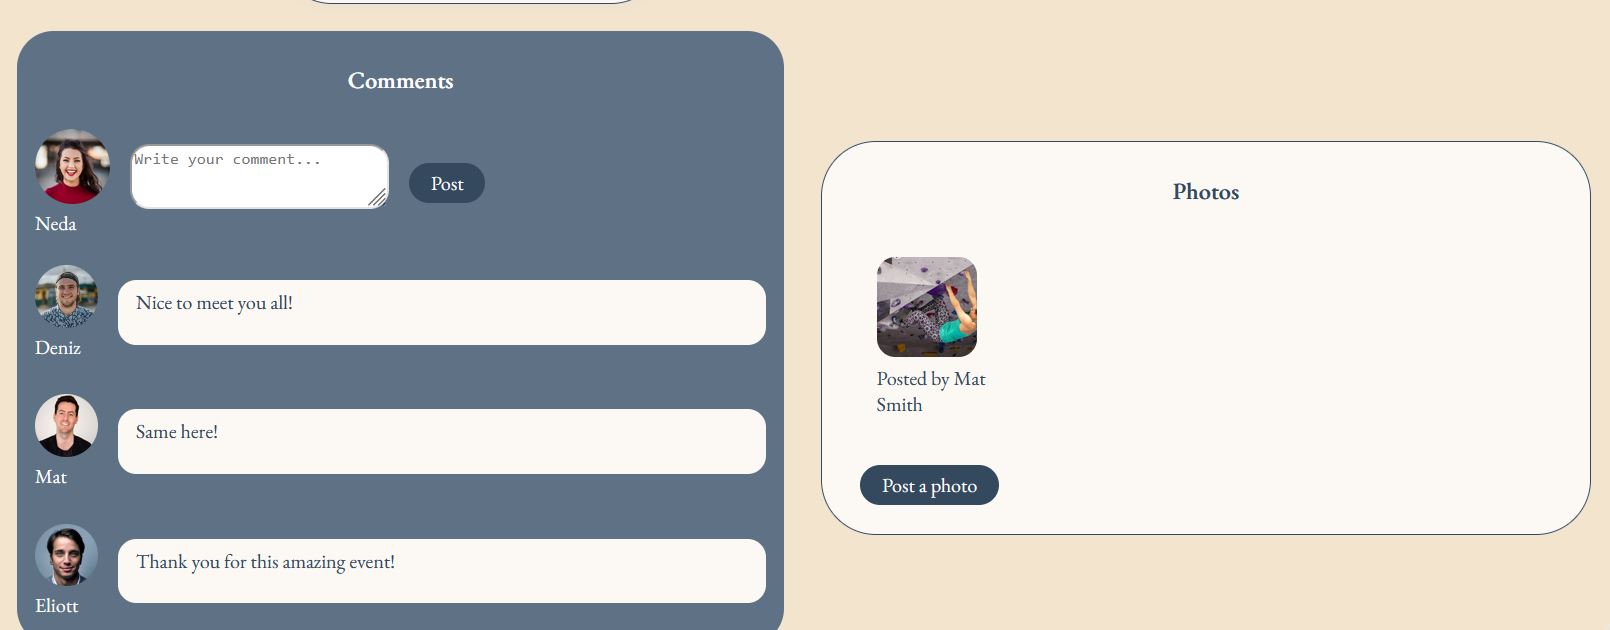 Comments
Write your comment...
Post
Neda
Nice to meet you all!
Deniz
Same here!
Mat
Thank you for this amazing event!
Eliott
Photos
Posted by Mat
Smith
Post a photo